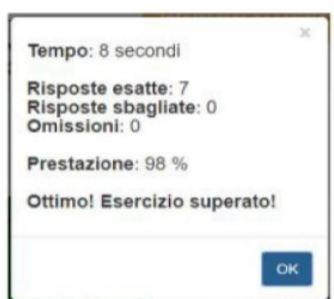 ×
Tempo: 8 secondi
Risposte esatte: 7
Risposte sbagliate: 0
Omissioni: 0
Prestazione: 98 %
Ottimo! Esercizio superato!
OK